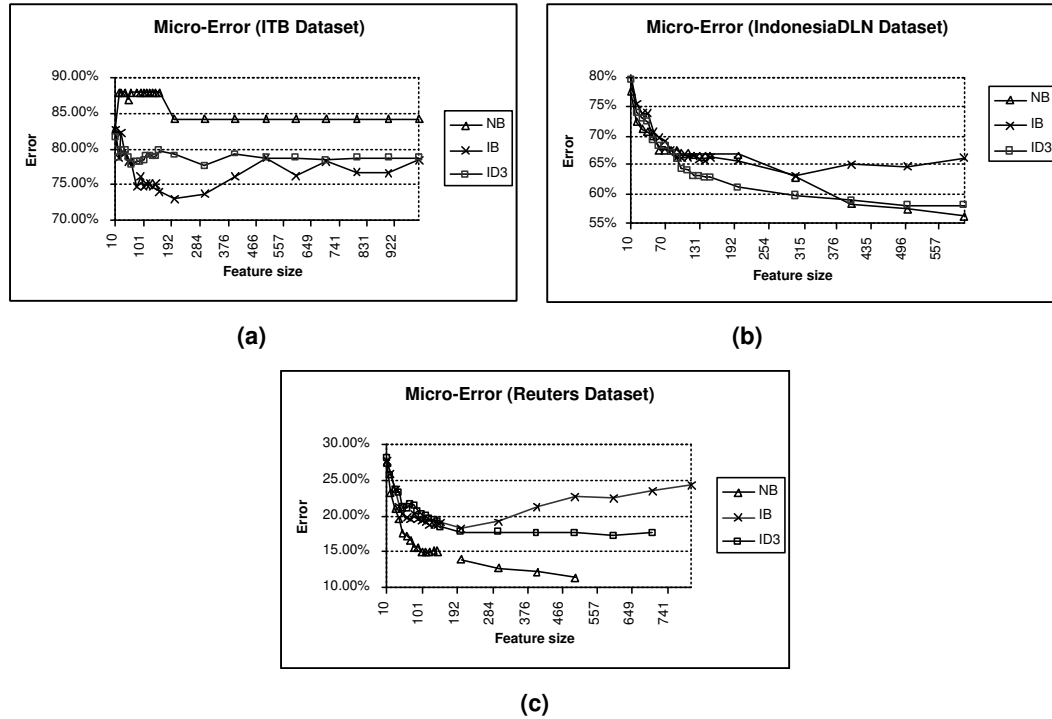 Micro-Error (ITB Dataset)
90.00%
85.00%
80.00%
75.00%
70.00%
Error
10
101
192
284
376
466
557
649
740
831
922
Feature size
NB
IB
ID3
(a)
Micro-Error (IndonesiaDLN Dataset)
80%
75%
70%
65%
60%
55%
Error
10
70
131
192
254
315
376
435
496
557
Feature size
NB
IB
ID3
(b)
Micro-Error (Reuters Dataset)
30.00%
25.00%
20.00%
15.00%
10.00%
Error
10
101
192
284
376
466
557
649
741
Feature size
NB
IB
ID3
(c)